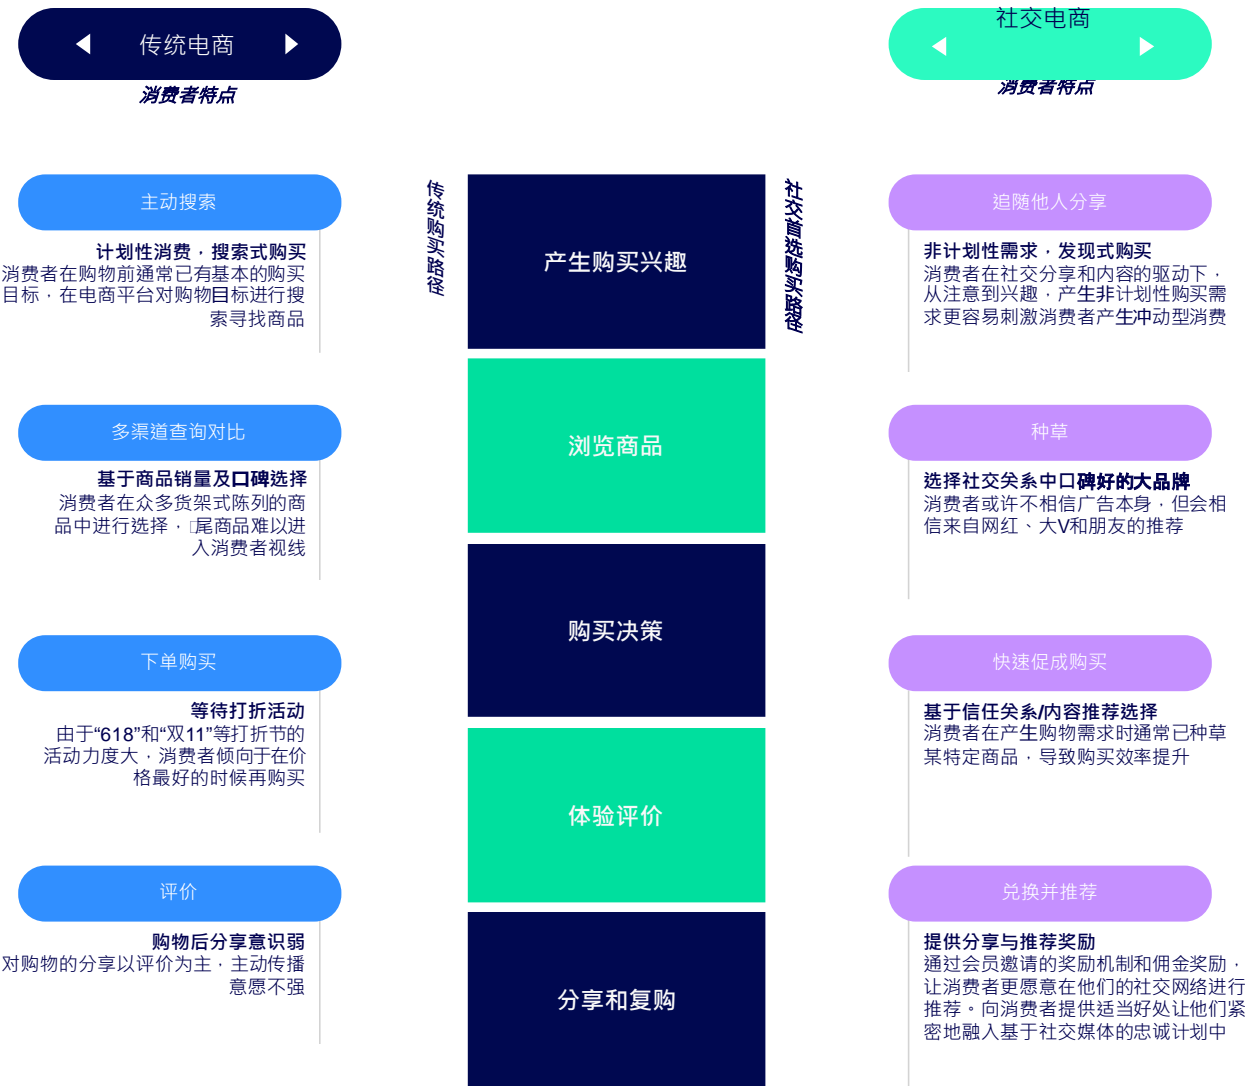 传统电商
消费者特点
主动搜索
计划性消费，搜索式购买
消费者在购物前通常已有基本的购买
目标，在电商平台对购物目标进行搜
索寻找商品
多渠道查询对比
基于商品销量及口碑选择
消费者在众多货架式陈列的商
品中进行选择，尾商品难以进
入消费者视线
下单购买
等待打折活动
由于“618”和“双11”等打折节的
活动力度大，消费者倾向于在价
格最好的时候再购买
评价
购物后分享意识弱
对购物的分享以评价为主，主动传播
意愿不强
传统购买路径
产生购买兴趣
浏览商品
购买决策
体验评价
分享和复购
社交首选购买路径
社交电商
消费者特点
追随他人分享
非计划性需求，发现式购买
消费者在社交分享和内容的驱动下，
从注意到兴趣，产生非计划性购买需
求更容易刺激消费者产生冲动型消费
种草
选择社交关系中口碑好的大品牌
消费者或许不相信广告本身，但会相
信来自网红、大V和朋友的推荐
快速促成购买
基于信任关系/内容推荐选择
消费者在产生购物需求时通常已种草
某特定商品，导致购买效率提升
兑换并推荐
提供分享与推荐奖励
通过会员邀请的奖励机制和佣金奖励，
让消费者更愿意在他们的社交网络进行
推荐。向消费者提供适当好处让他们紧
密地融入基于社交媒体的忠诚计划中